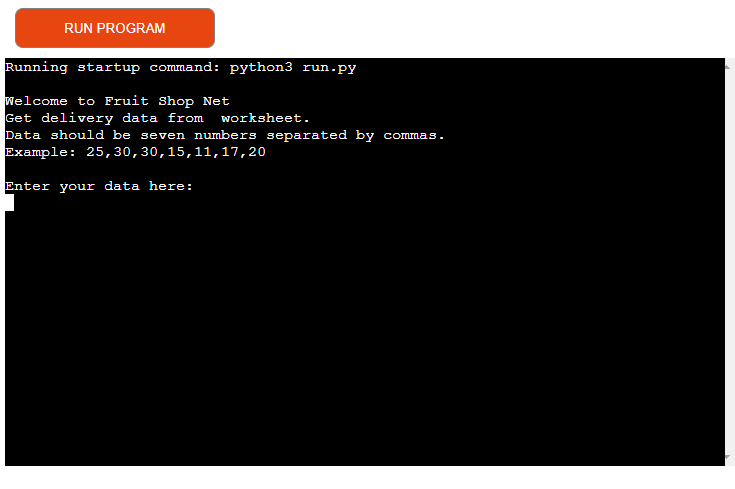 RUN PROGRAM
Running startup command: python3 run.py
Welcome to Fruit Shop Net
Get delivery data from  worksheet.
Data should be seven numbers separated by commas.
Example: 25,30,30,15,11,17,20
Enter your data here: